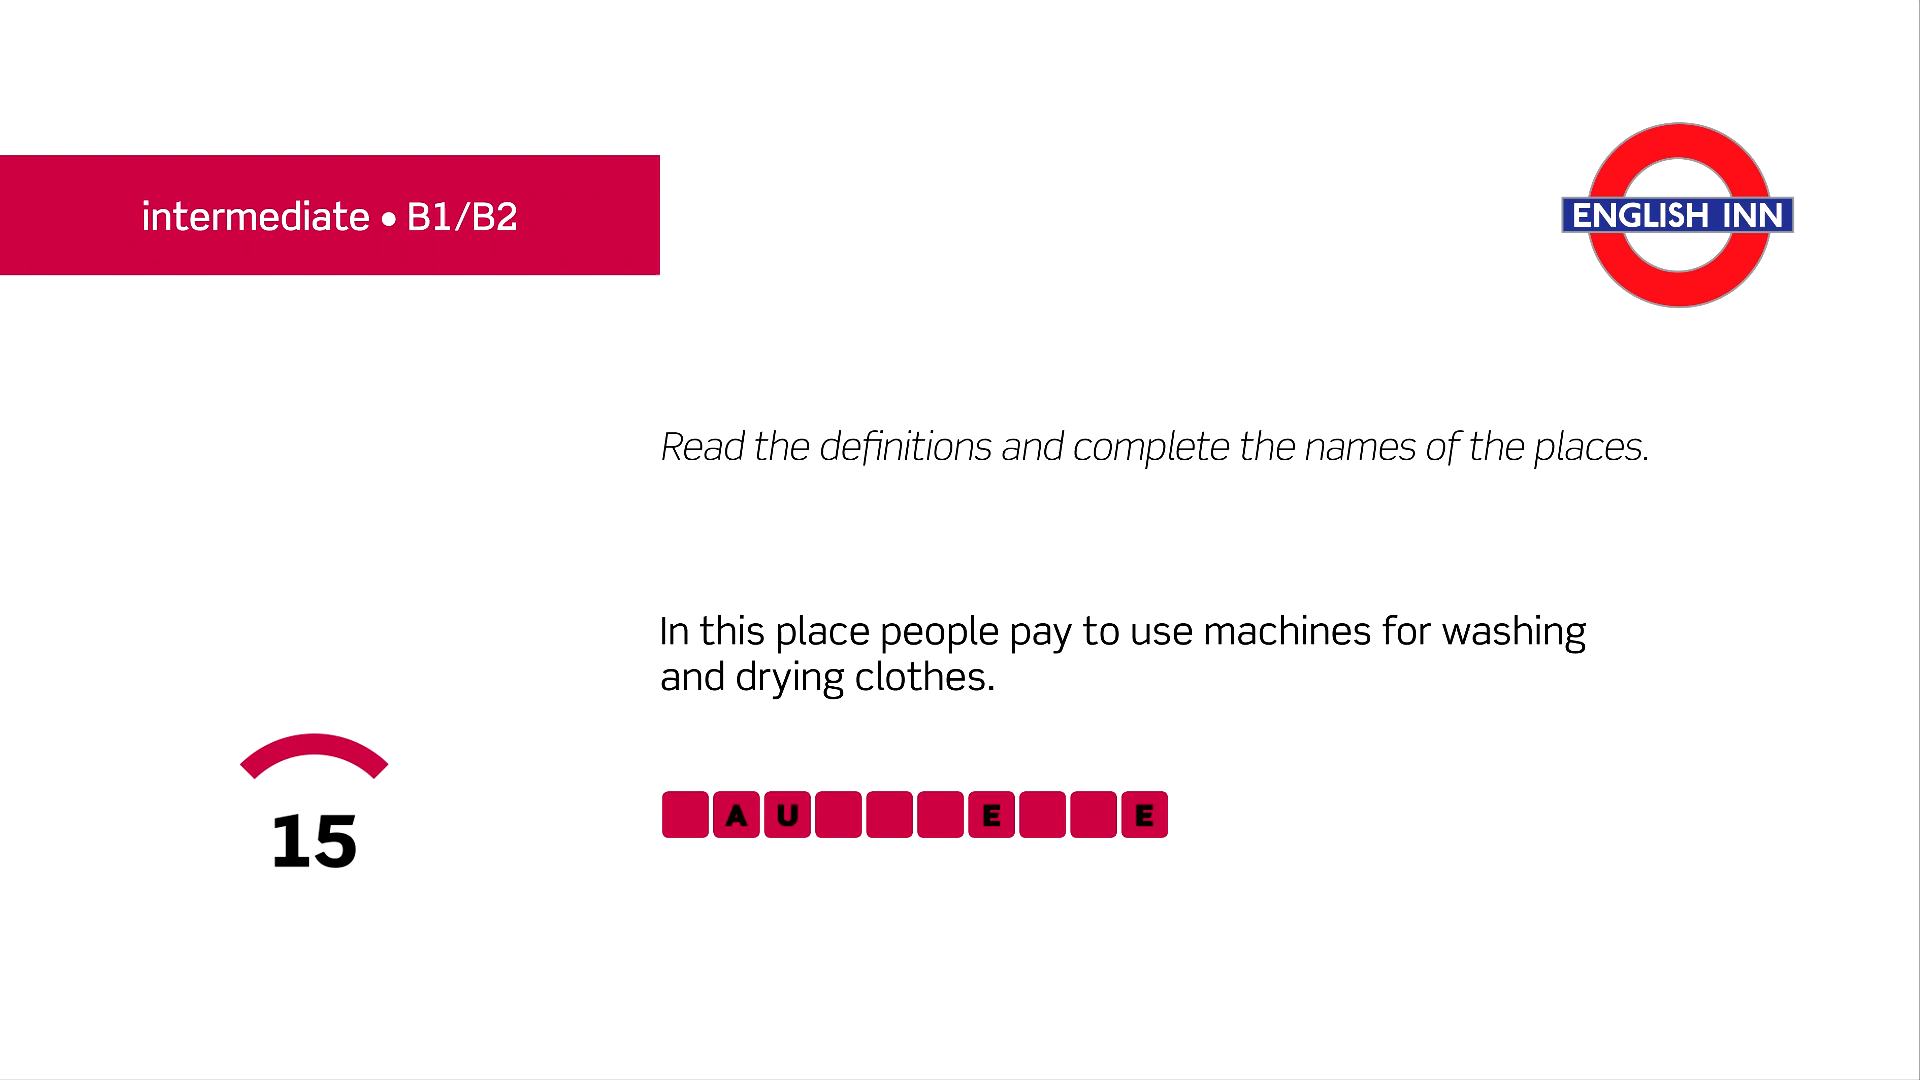 intermediate • B1/B2
ENGLISH INN
Read the definitions and complete the names of the places.
In this place people pay to use machines for washing
and drying clothes.
15
A U E E